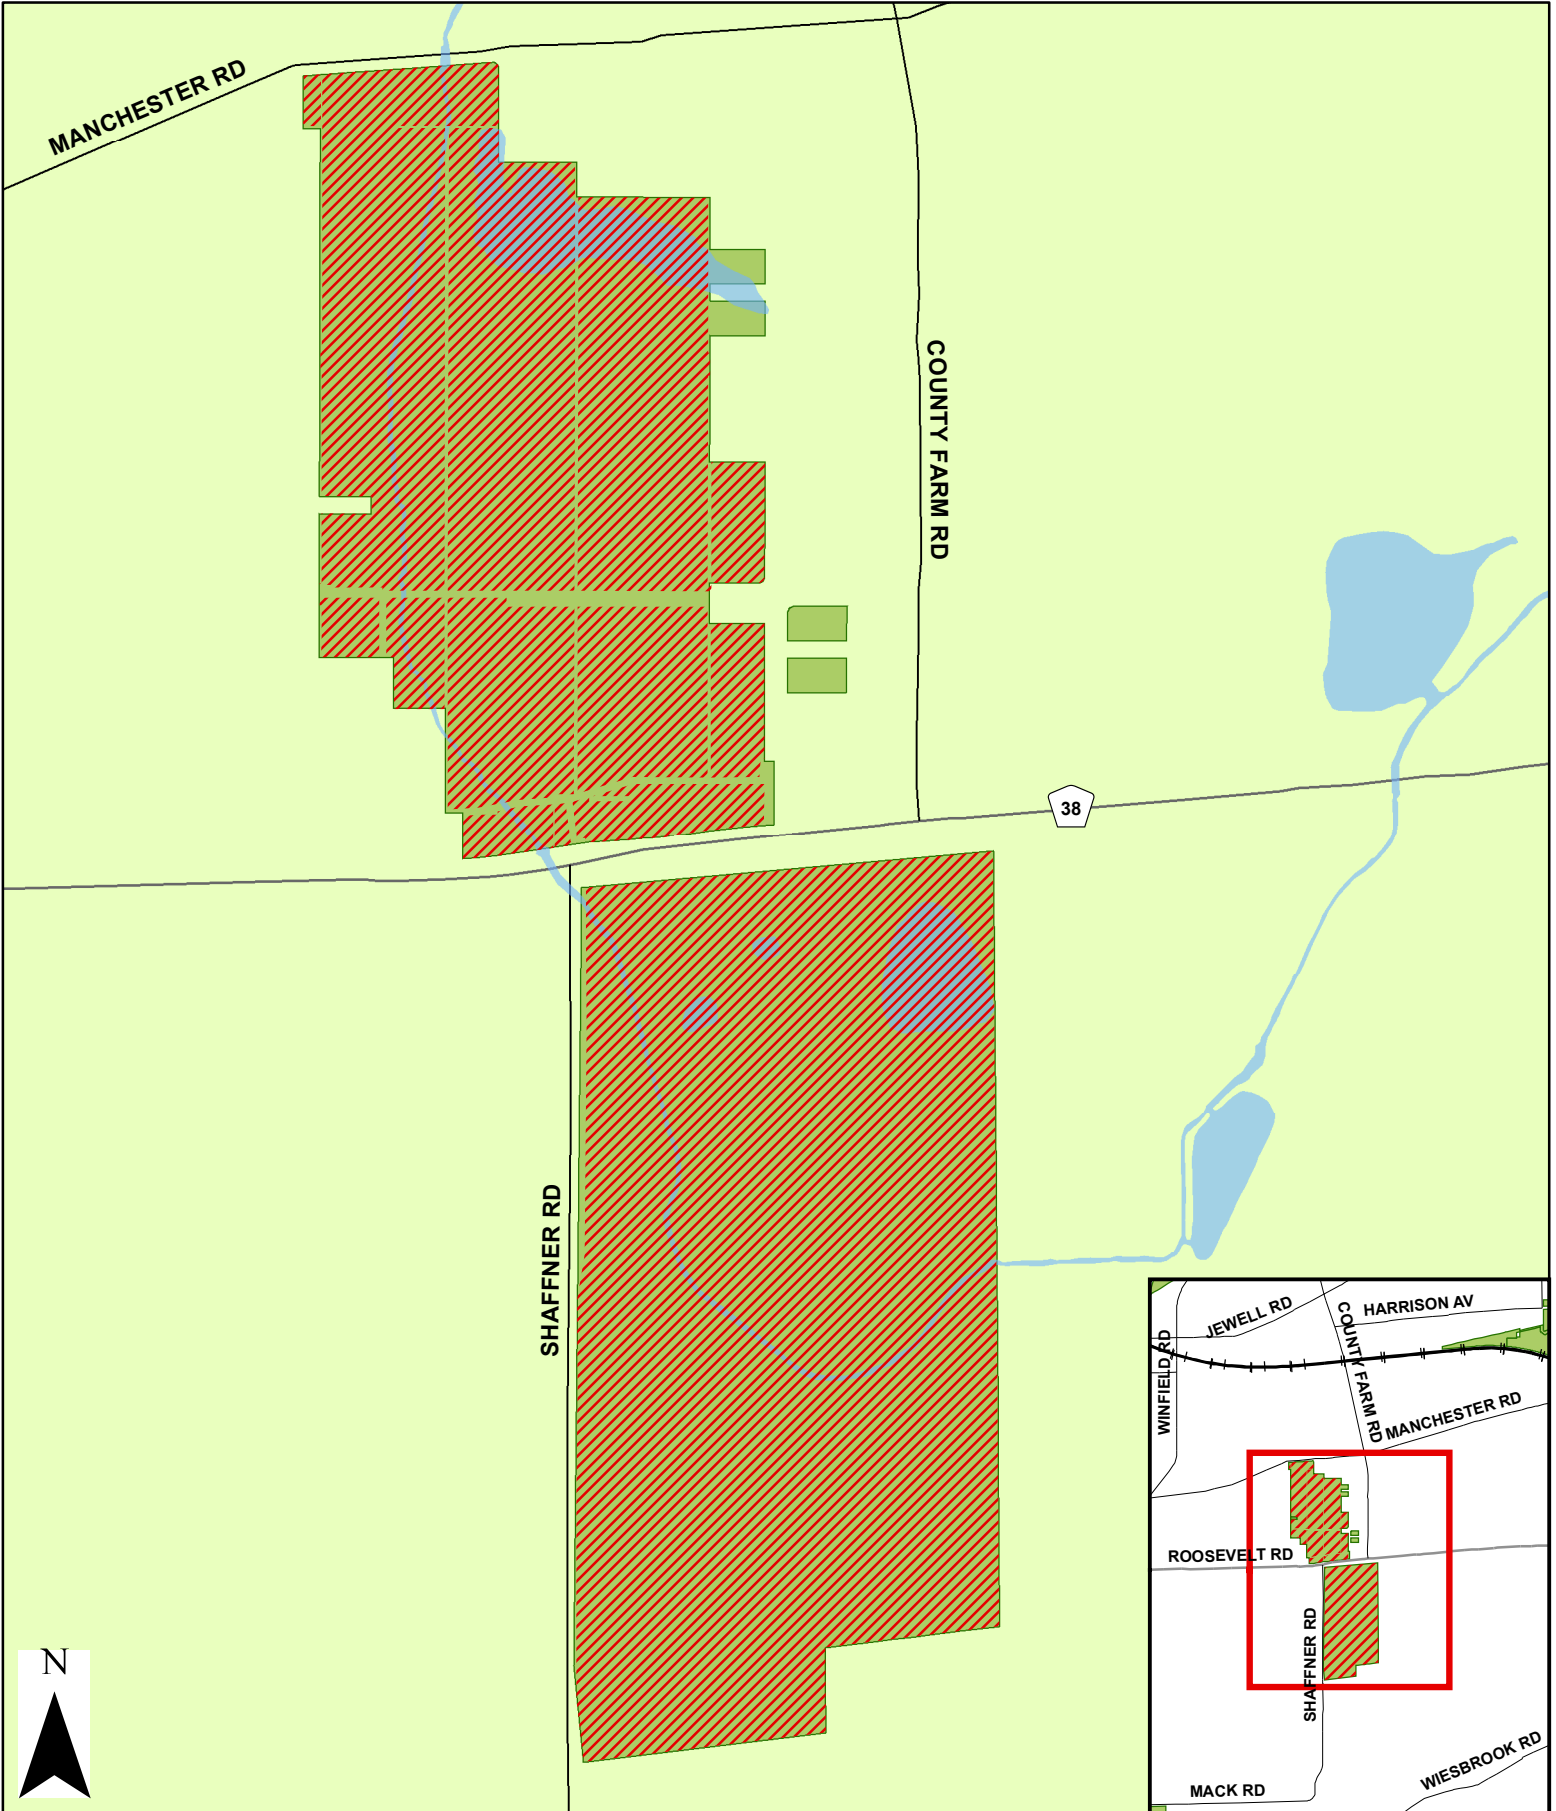 MANCHESTER RD
COUNTY FARM RD
38
SHAFFNER RD
N
JEWELL RD
HARRISON AV
WINFIELD RD
COUNTY FARM RD
MANCHESTER RD
ROOSEVELT RD
SHAFFNER RD
MACK RD
WIESBROOK RD